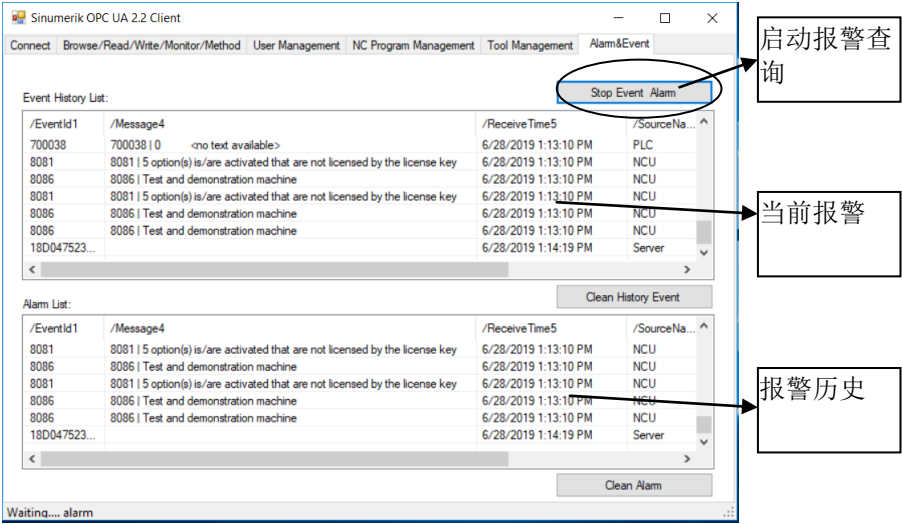 Sinumerik OPC UA 2.2 Client
Connect Browse/Read/Write/Monitor/Method User Management NC Program Management Tool Management Alarm&Event
启动报警查
询
Stop Event Alarm
Event History List:
/EventId1 /Message4 /ReceiveTime5 /SourceNa...
700038 700038 | 0 <no text available> 6/28/2019 1:13:10 PM PLC
8081 8081 | 5 option(s) is/are activated that are not licensed by the license key 6/28/2019 1:13:10 PM NCU
8086 8086 | Test and demonstration machine 6/28/2019 1:13:10 PM NCU
8081 8081 | 5 option(s) is/are activated that are not licensed by the license key 6/28/2019 1:13:10 PM NCU
8086 8086 | Test and demonstration machine 6/28/2019 1:13:10 PM NCU
8086 8086 | Test and demonstration machine 6/28/2019 1:13:10 PM NCU
18D047523... 6/28/2019 1:14:19 PM Server
当前报警
Clean History Event
Alarm List:
/EventId1 /Message4 /ReceiveTime5 /SourceNa...
8081 8081 | 5 option(s) is/are activated that are not licensed by the license key 6/28/2019 1:13:10 PM NCU
8086 8086 | Test and demonstration machine 6/28/2019 1:13:10 PM NCU
8081 8081 | 5 option(s) is/are activated that are not licensed by the license key 6/28/2019 1:13:10 PM NCU
8086 8086 | Test and demonstration machine 6/28/2019 1:13:10 PM NCU
8086 8086 | Test and demonstration machine 6/28/2019 1:13:10 PM NCU
18D047523... 6/28/2019 1:14:19 PM Server
报警历史
Clean Alarm
Waiting.... alarm